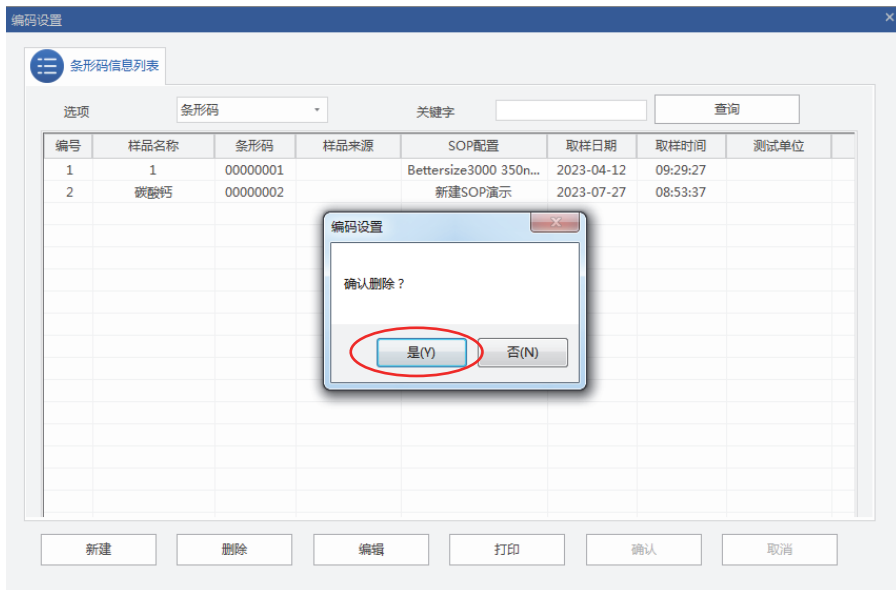 编码设置
条形码信息列表
选项 条形码 关键字 查询
编号 样品名称 条形码 样品来源 SOP配置 取样日期 取样时间 测试单位
1 1 00000001 Bettersize3000 350n... 2023-04-12 09:29:27
2 碳酸钙 00000002 新建SOP演示 2023-07-27 08:53:37
编码设置
确认删除？
是(Y) 否(N)
新建 删除 编辑 打印 确认 取消